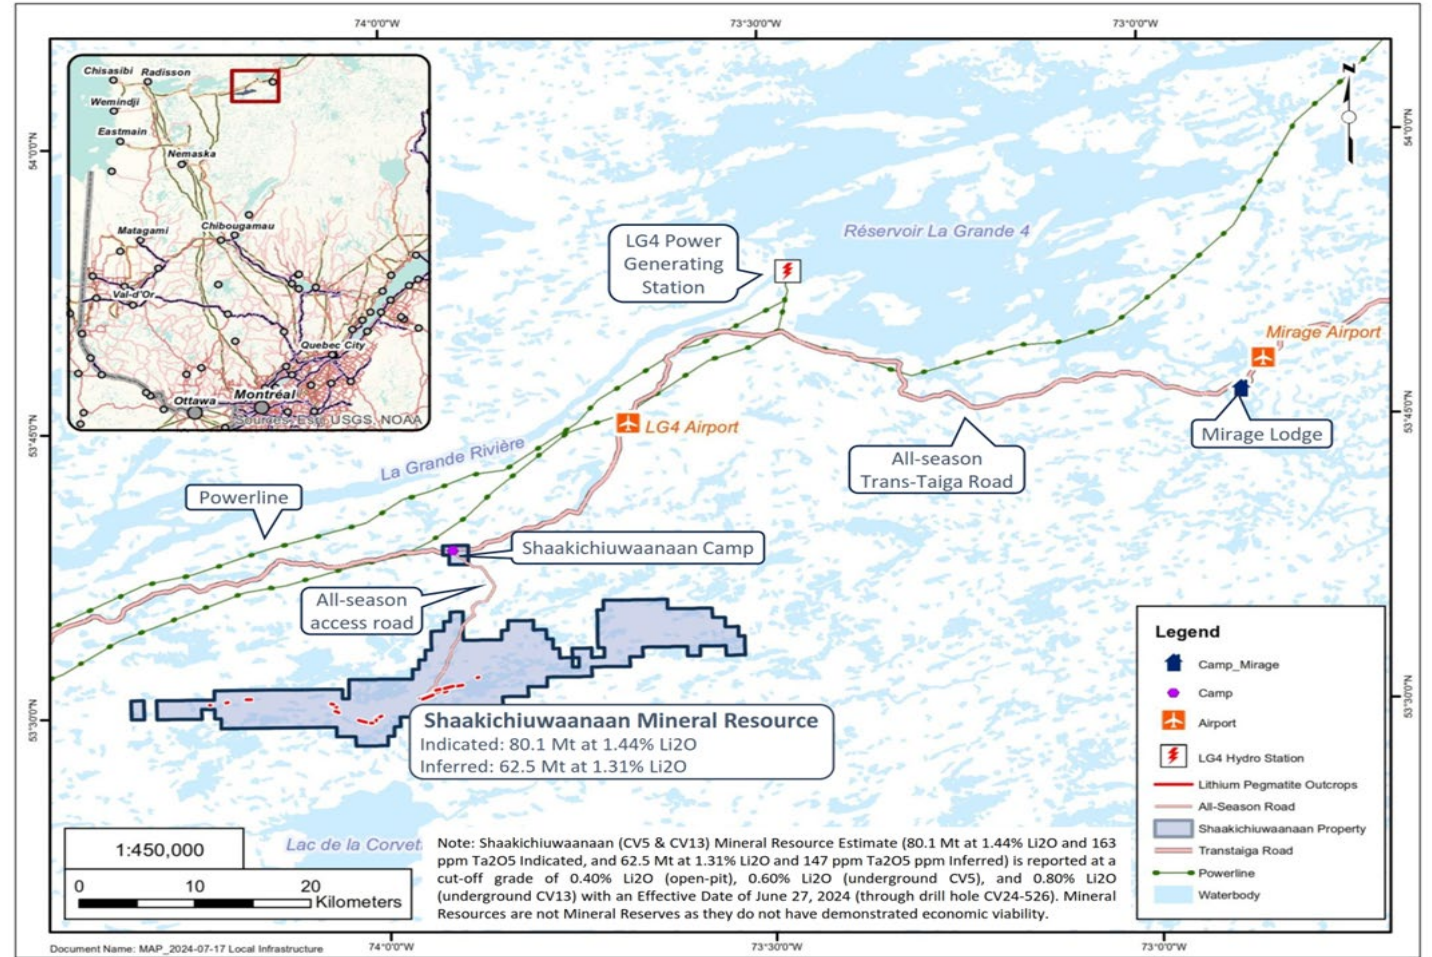 74°0'0"W
73°30'0"W
73°0'0"W
54°0'0"N
54°0'0"N
Chisasibi
Radisson
Wemindji
Eastmain
Nemaska
Matagami
Chibougamau
Val-d'Or
Quebec City
Ottawa
Montréal
Sources: Esri, USGS, NOAA
N
Réservoir La Grande 4
LG4 Power
Generating
Station
Mirage Airport
Mirage Lodge
LG4 Airport
All-season
Trans-Taiga Road
53°45'0"N
53°45'0"N
La Grande Rivière
Powerline
Shaakichiuwaanaan Camp
All-season
access road
Shaakichiuwaanaan Mineral Resource
Indicated: 80.1 Mt at 1.44% Li2O
Inferred: 62.5 Mt at 1.31% Li2O
53°30'0"N
53°30'0"N
Legend
Camp_Mirage
Camp
Airport
LG4 Hydro Station
Lithium Pegmatite Outcrops
All-Season Road
Shaakichiuwaanaan Property
Transtaiga Road
Powerline
Waterbody
1:450,000
0 10 20
Kilometers
Lac de la Corvet
Note: Shaakichiuwaanaan (CV5 & CV13) Mineral Resource Estimate (80.1 Mt at 1.44% Li2O and 163
ppm Ta2O5 Indicated, and 62.5 Mt at 1.31% Li2O and 147 ppm Ta2O5 ppm Inferred) is reported at a
cut-off grade of 0.40% Li2O (open-pit), 0.60% Li2O (underground CV5), and 0.80% Li2O
(underground CV13) with an Effective Date of June 27, 2024 (through drill hole CV24-526). Mineral
Resources are not Mineral Reserves as they do not have demonstrated economic viability.
Document Name: MAP_2024-07-17 Local Infrastructure
74°0'0"W
73°30'0"W
73°0'0"W